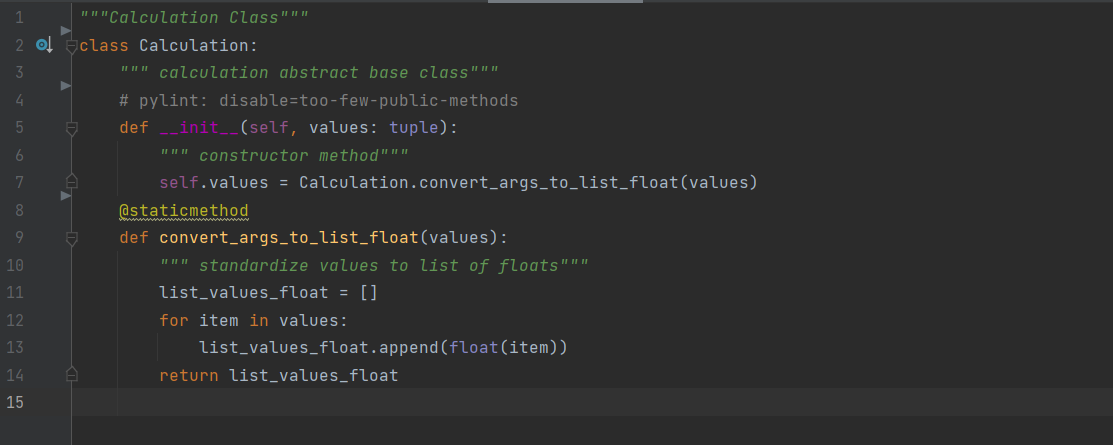 1 """Calculation Class"""
2 class Calculation:
3     """ calculation abstract base class"""
4     # pylint: disable=too-few-public-methods
5     def __init__(self, values: tuple):
6         """ constructor method"""
7         self.values = Calculation.convert_args_to_list_float(values)
8     @staticmethod
9     def convert_args_to_list_float(values):
10         """ standardize values to list of floats"""
11         list_values_float = []
12         for item in values:
13             list_values_float.append(float(item))
14         return list_values_float
15